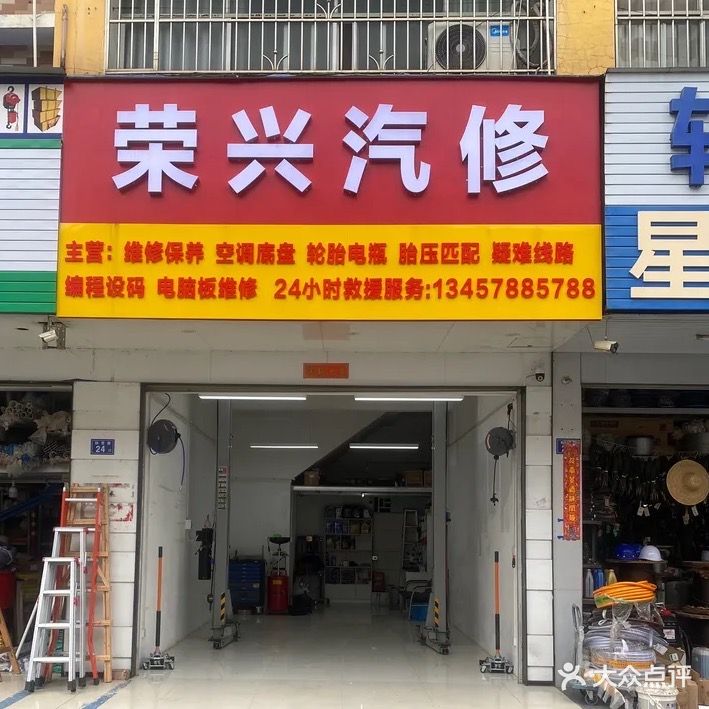 荣兴汽修
主营：维修保养 空调底盘 轮胎电瓶 胎压匹配 疑难线路
编程设码 电脑板维修 24小时救援服务:13457885788
星
24
Midea
大众点评